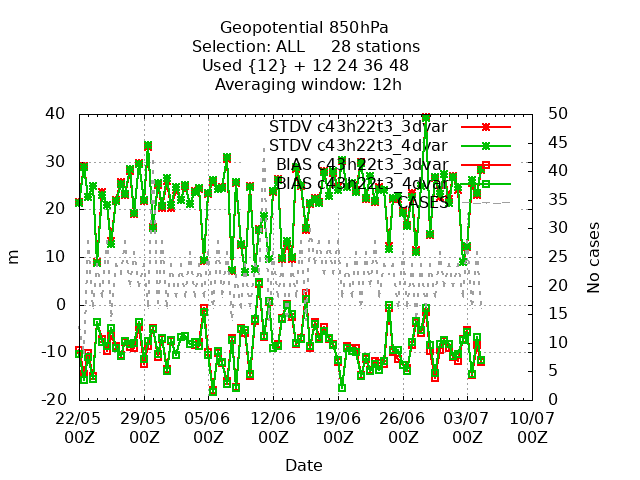 Geopotential 850hPa
Selection: ALL 28 stations
Used {12} + 12 24 36 48
Averaging window: 12h
STDV c43h22t3_3dvar
STDV c43h22t3_4dvar
BIAS c43h22t3_3dvar
BIAS c43h22t3_4dvar
CASES
40
30
20
10
0
-10
-20
m
50
45
40
35
30
25
20
15
10
5
0
No cases
22/05 29/05 05/06 12/06 19/06 26/06 03/07 10/07
00Z 00Z 00Z 00Z 00Z 00Z 00Z 00Z
Date